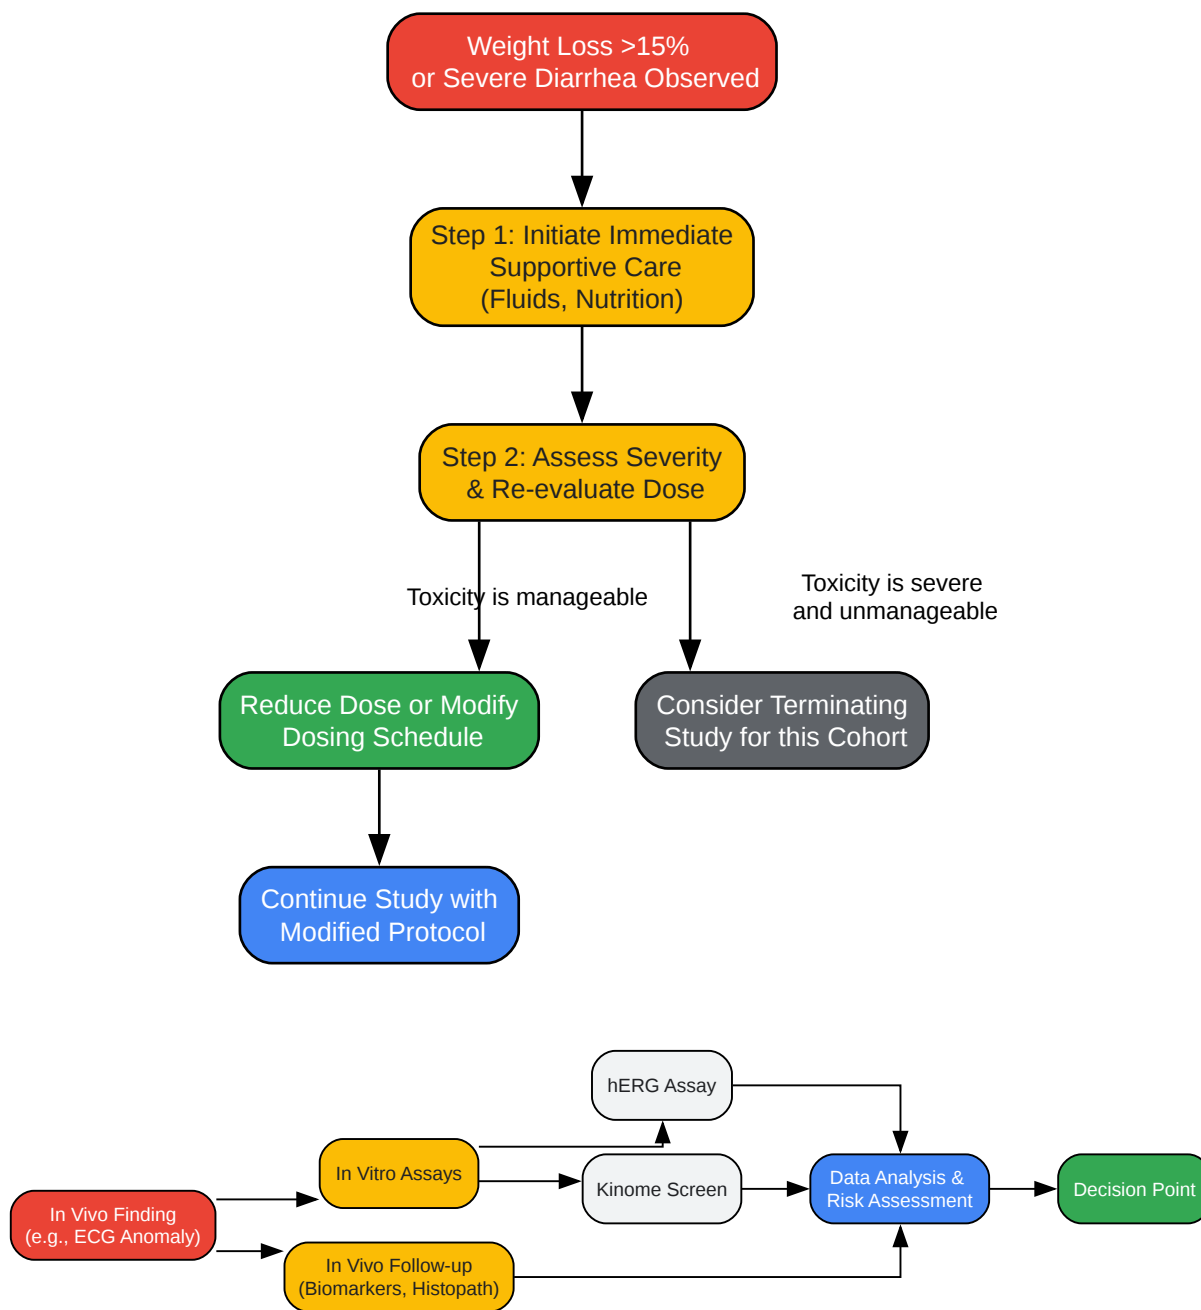 Weight Loss >15%
or Severe Diarrhea Observed
Step 1: Initiate Immediate
Supportive Care
(Fluids, Nutrition)
Step 2: Assess Severity
& Re-evaluate Dose
Toxicity is manageable
Toxicity is severe
and unmanageable
Reduce Dose or Modify
Dosing Schedule
Consider Terminating
Study for this Cohort
Continue Study with
Modified Protocol
hERG Assay
In Vitro Assays
Kinome Screen
Data Analysis &
Risk Assessment
Decision Point
In Vivo Finding
(e.g., ECG Anomaly)
In Vivo Follow-up
(Biomarkers, Histopath)